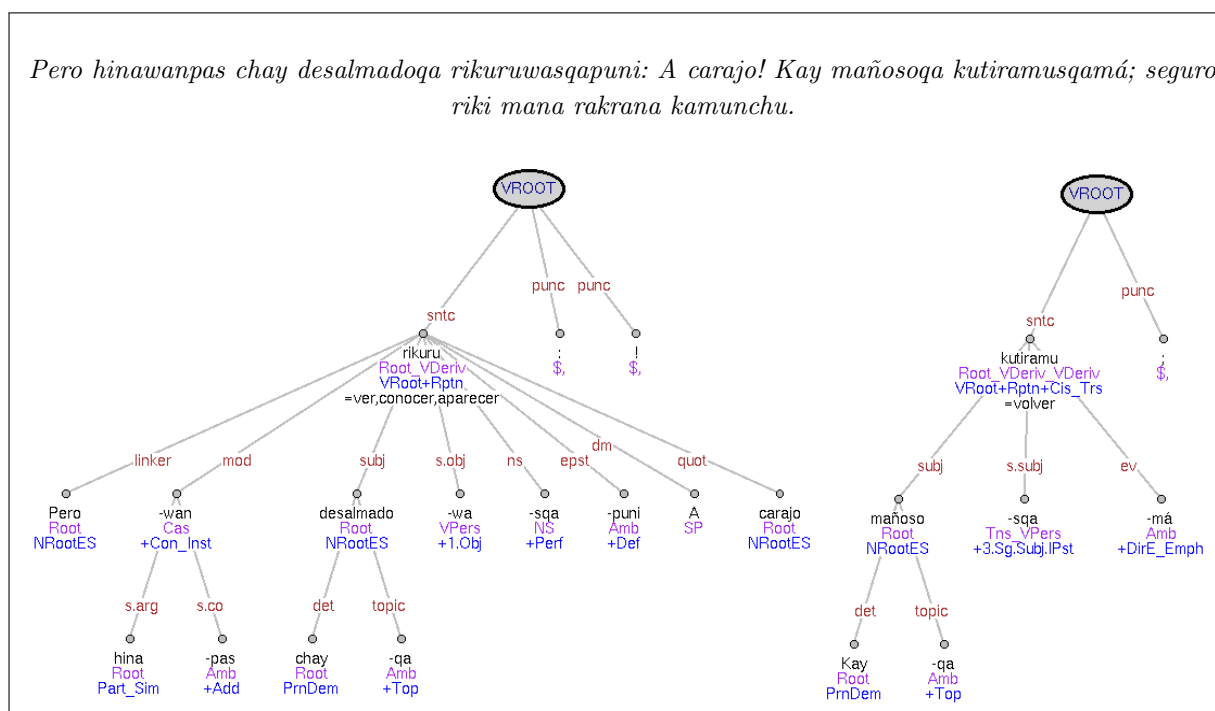 Pero hinawanpas chay desalmadoqa rikuruwasqapuni: A carajo! Kay mañosoqa kutiramusqamá; seguro
riki mana rakrana kamunchu.
VROOT VROOT
punc punc punc
sntc sntc
rikuru : ! kutiramu ;
Root_VDeriv $, $, Root_VDeriv_VDeriv $,
VRoot+Rptn VRoot+Rptn+Cis_Trs
=ver,conocer,aparecer =volver
linker mod subj s.obj ns epst dm quot subj s.subj ev
Pero -wan desalmado -wa -sqa -puni A carajo mañoso -sqa -má
Root Cas Root VPers NS Amb SP Root Root Tns_VPers Amb
NRootES +Con_Inst NRootES +1.Obj +Perf +Def NRootES NRootES +3.Sg.Subj.IPst +DirE_Emph
s.arg s.co det topic det topic
hina -pas chay -qa Kay -qa
Root Amb Root Amb Root Amb
Part_Sim +Add PrnDem +Top PrnDem +Top